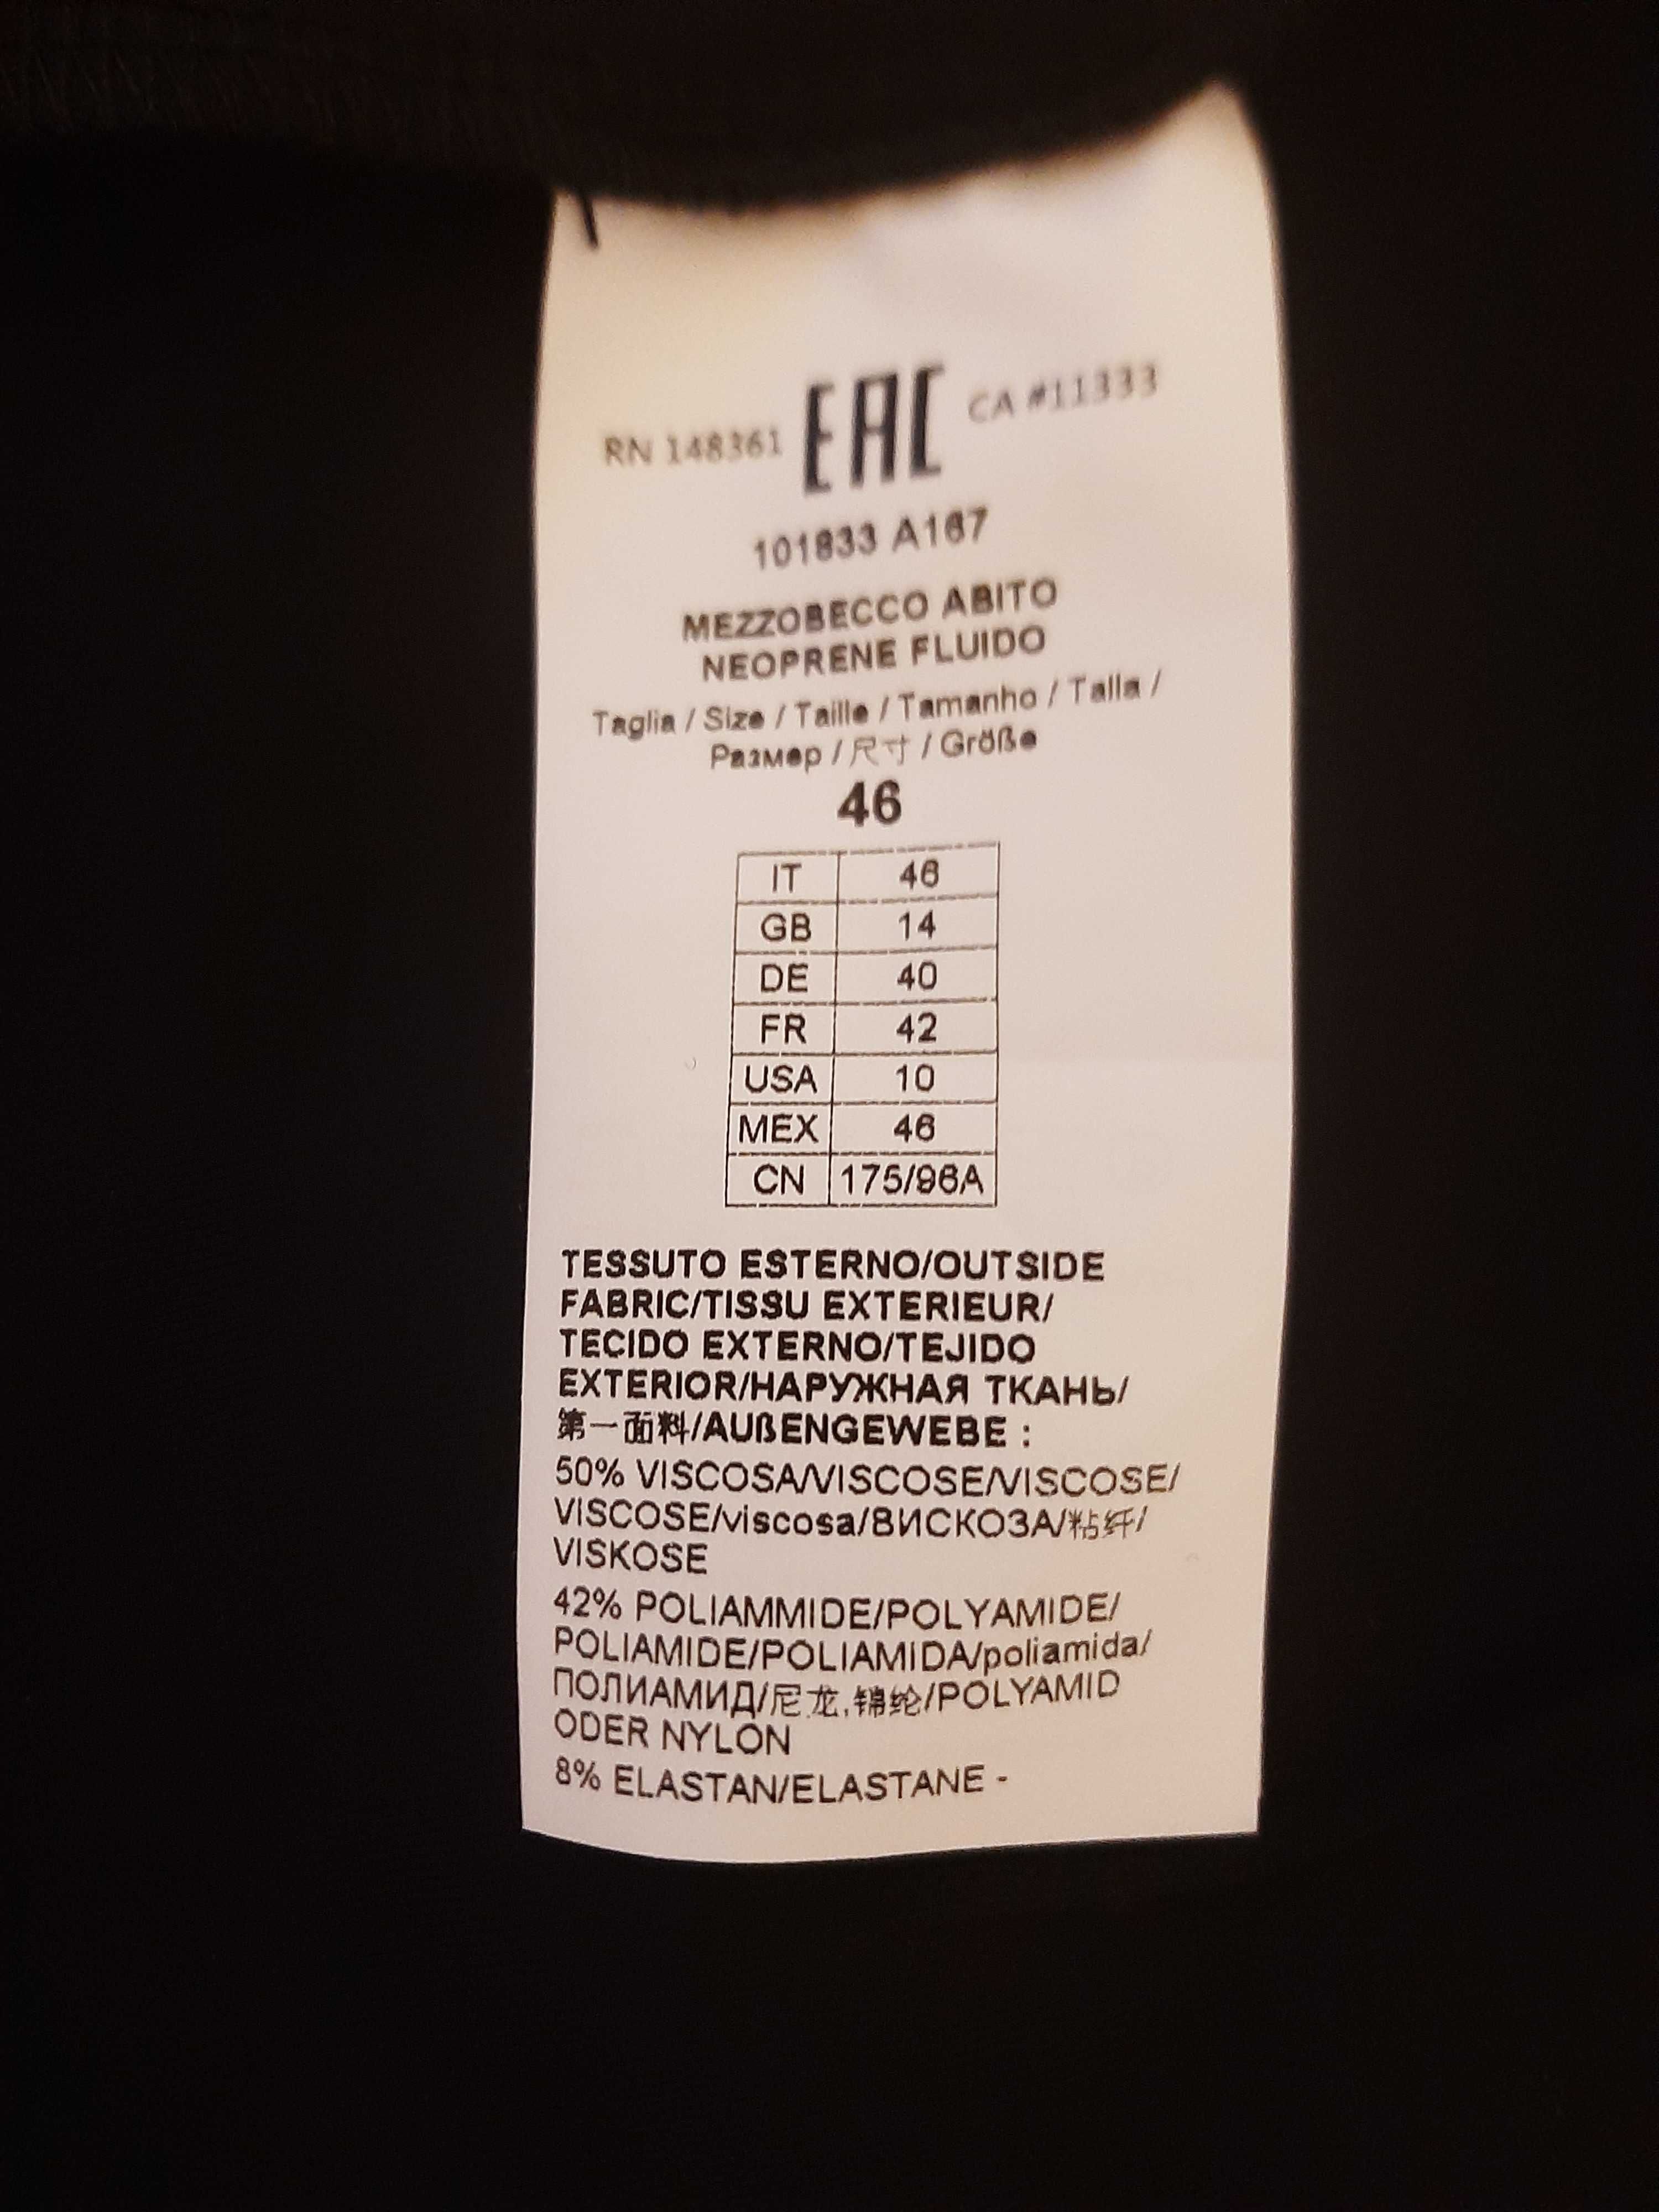 RN 148361 EAC CA #11333
101833 A167
MEZZOBECCO ABITO
NEOPRENE FLUIDO
Taglia / Size / Taille / Tamanho / Talla /
Размер / 尺寸 / Größe
46
IT 46
GB 14
DE 40
FR 42
USA 10
MEX 46
CN 175/96A
TESSUTO ESTERNO/OUTSIDE
FABRIC/TISSU EXTERIEUR/
TECIDO EXTERNO/TEJIDO
EXTERIOR/НАРУЖНАЯ ТКАНЬ/
第一面料/AUßENGEWEBE :
50% VISCOSA/VISCOSE/VISCOSE/
VISCOSE/viscosa/ВИСКОЗА/粘纤/
VISKOSE
42% POLIAMMIDE/POLYAMIDE/
POLIAMIDE/POLIAMIDA/poliamida/
ПОЛИАМИД/尼龙,锦纶/POLYAMID
ODER NYLON
8% ELASTAN/ELASTANE -